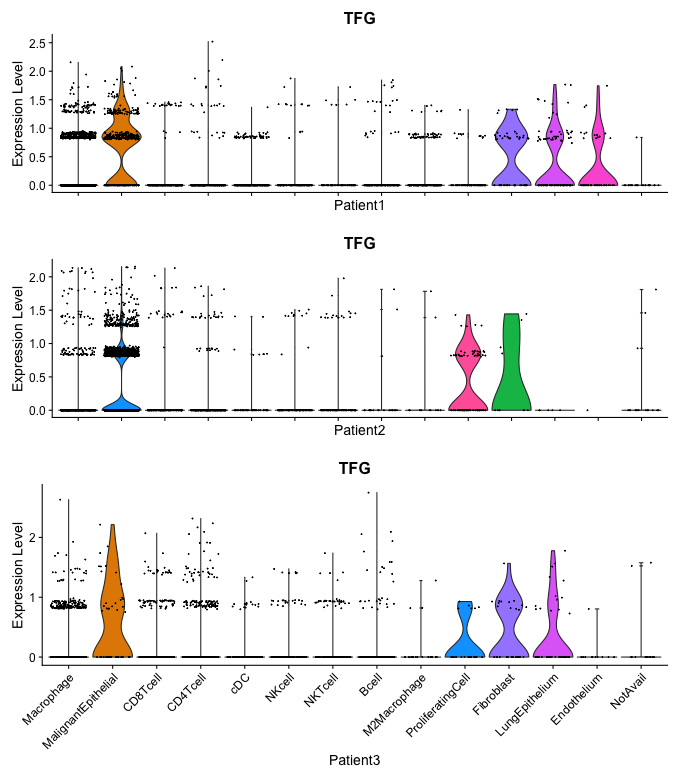 TFG
Expression Level
2.5
2.0
1.5
1.0
0.5
0.0
Patient1
TFG
Expression Level
2.0
1.5
1.0
0.5
0.0
Patient2
TFG
Expression Level
2
1
0
Macrophage
MalignantEpithelial
CD8Tcell
CD4Tcell
cDC
NKcell
NKTcell
Bcell
M2Macrophage
ProliferatingCell
Fibroblast
LungEpithelium
Endothelium
NotAvail
Patient3